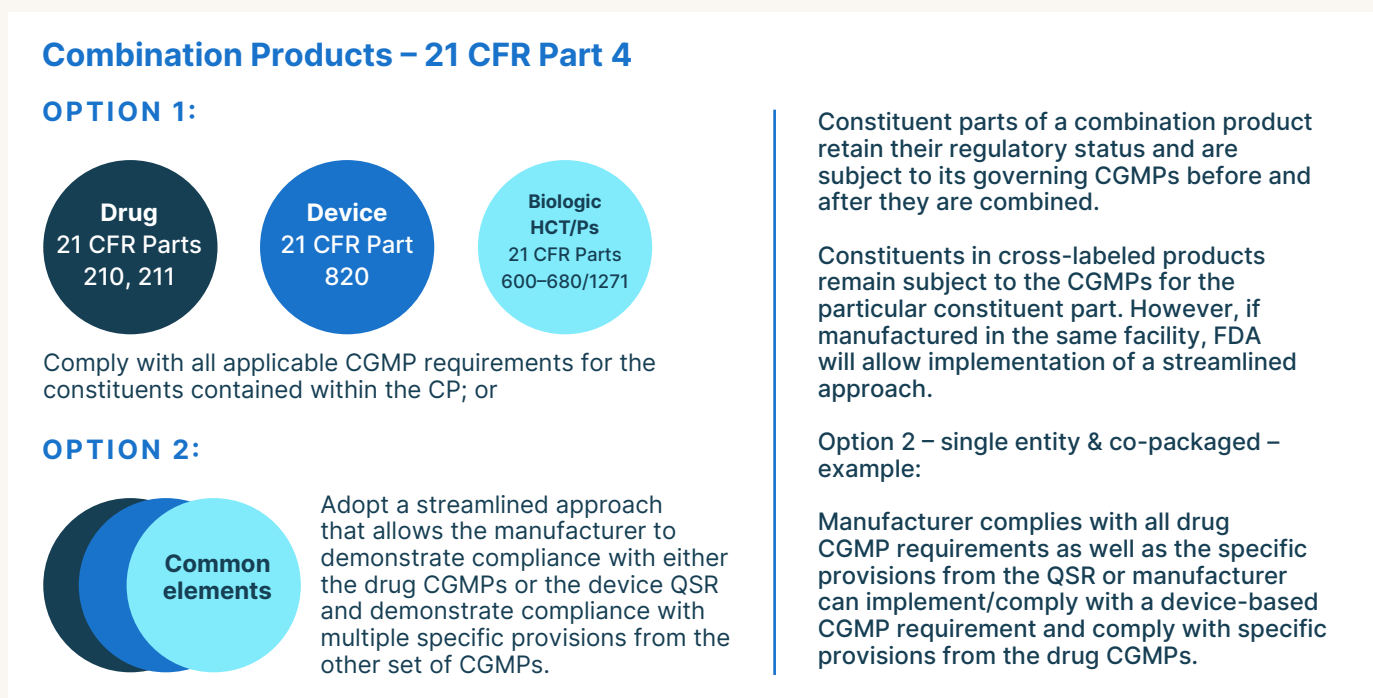 Combination Products – 21 CFR Part 4
OPTION 1:
Drug
21 CFR Parts
210, 211
Device
21 CFR Part
820
Biologic
HCT/Ps
21 CFR Parts
600–680/1271
Comply with all applicable CGMP requirements for the
constituents contained within the CP; or
OPTION 2:
Common
elements
Adopt a streamlined approach
that allows the manufacturer to
demonstrate compliance with either
the drug CGMPs or the device QSR
and demonstrate compliance with
multiple specific provisions from the
other set of CGMPs.
Constituent parts of a combination product
retain their regulatory status and are
subject to its governing CGMPs before and
after they are combined.
Constituents in cross-labeled products
remain subject to the CGMPs for the
particular constituent part. However, if
manufactured in the same facility, FDA
will allow implementation of a streamlined
approach.
Option 2 – single entity & co-packaged –
example:
Manufacturer complies with all drug
CGMP requirements as well as the specific
provisions from the QSR or manufacturer
can implement/comply with a device-based
CGMP requirement and comply with specific
provisions from the drug CGMPs.